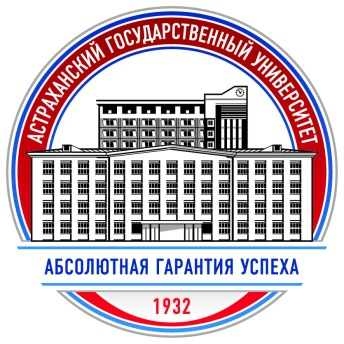 АСТРАХАНСКИЙ ГОСУДАРСТВЕННЫЙ УНИВЕРСИТЕТ
АБСОЛЮТНАЯ ГАРАНТИЯ УСПЕХА
1932